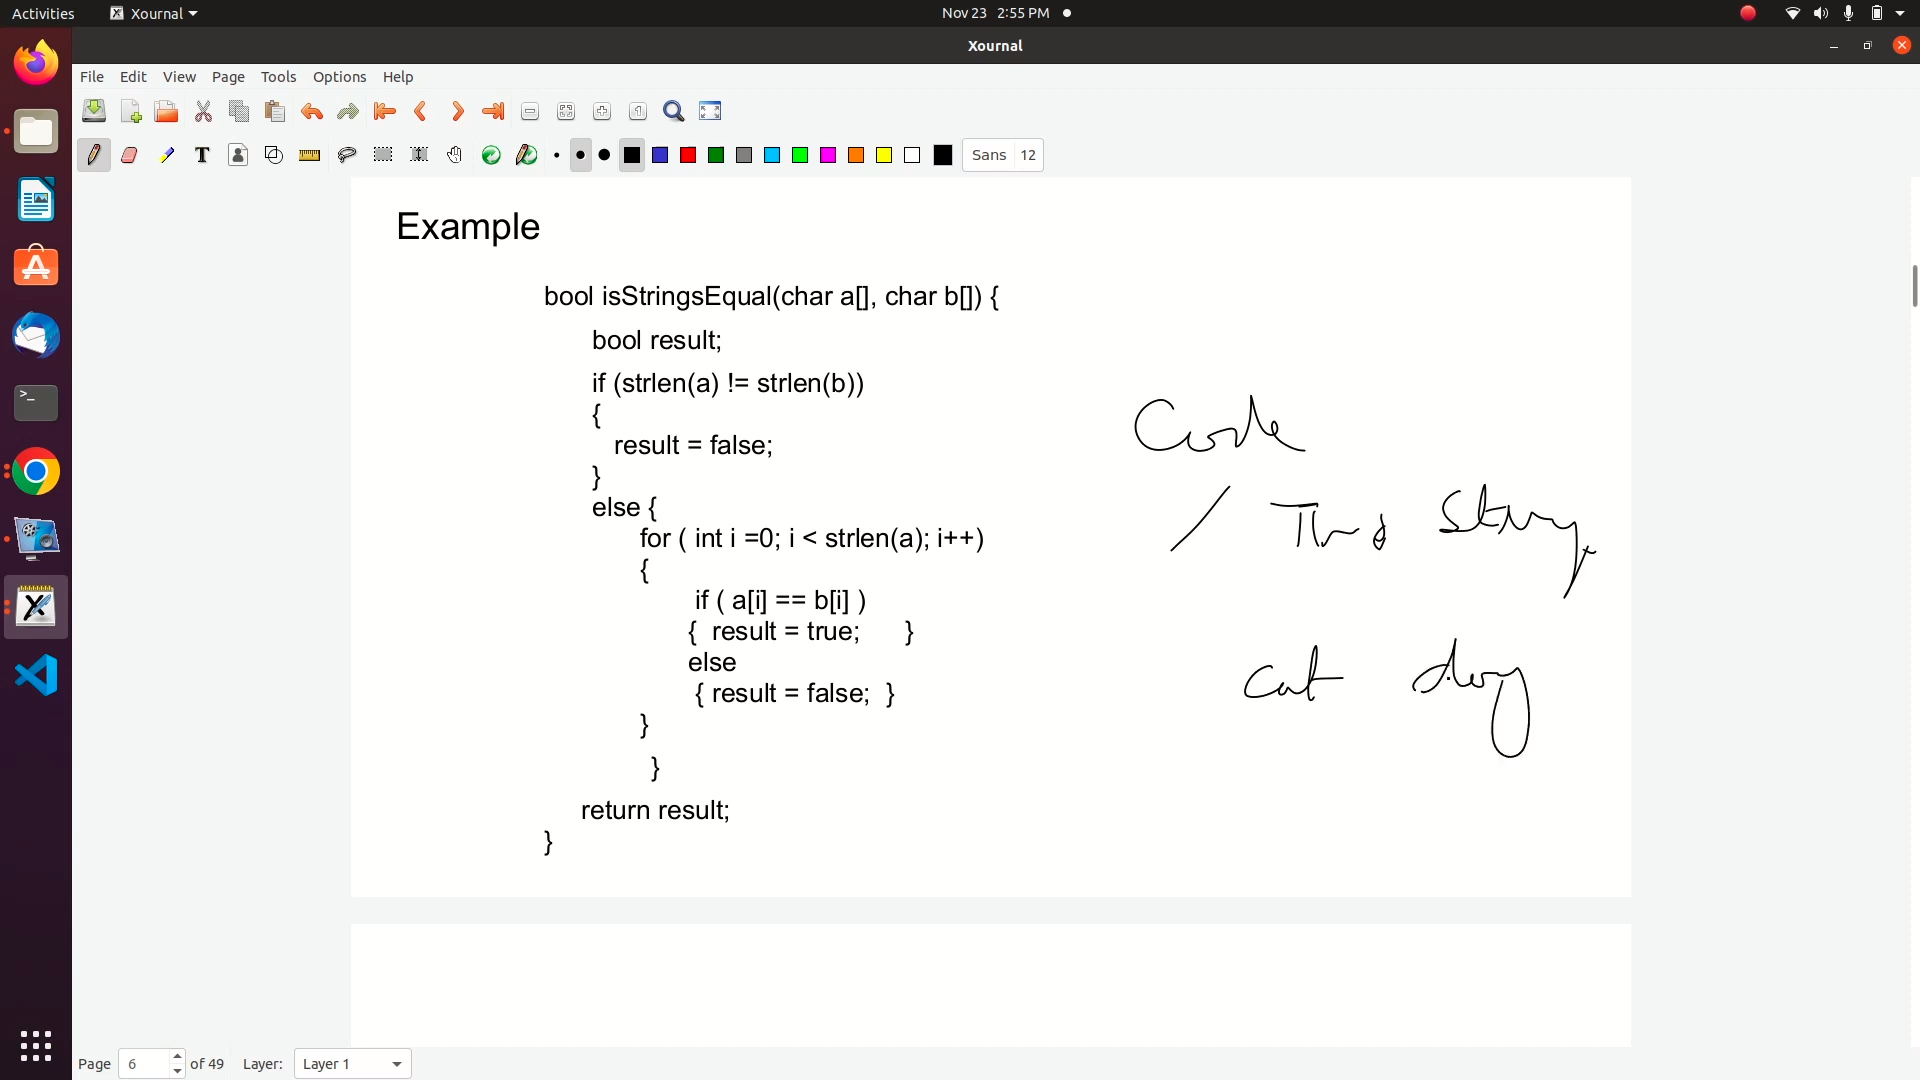 Activities Xournal Nov 23 2:55 PM
Xournal
File Edit View Page Tools Options Help
T Sans 12
Example
bool isStringsEqual(char a[], char b[]) {
bool result;
if (strlen(a) != strlen(b))
{
result = false;
}
else {
for ( int i =0; i < strlen(a); i++)
{
if ( a[i] == b[i] )
{ result = true; }
else
{ result = false; }
}
}
return result;
}
Code
/ This
cat dog
Page 6 of 49 Layer: Layer 1